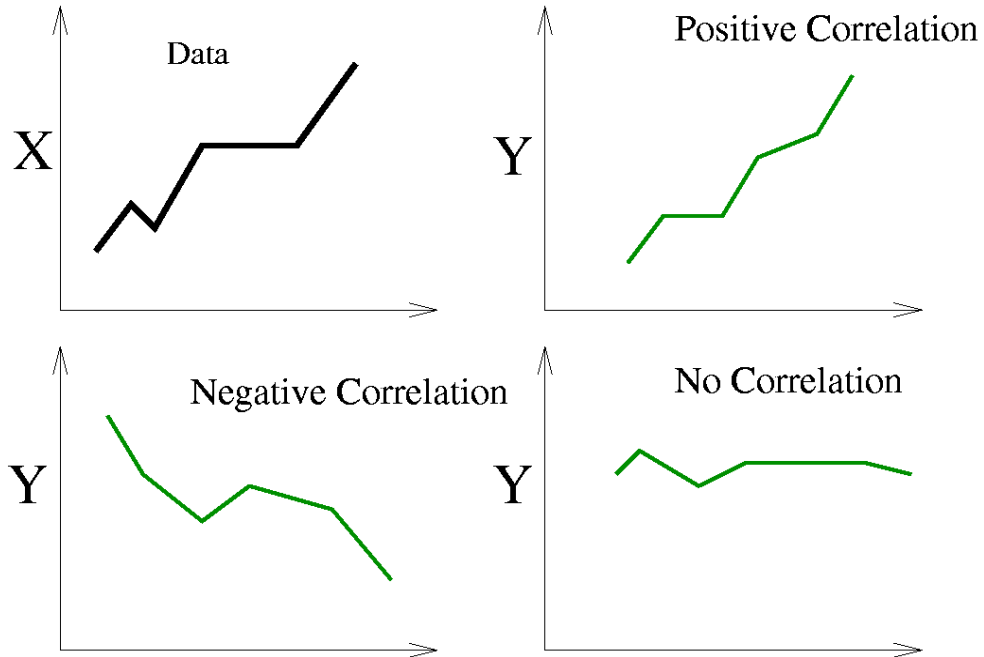 Data
X
Positive Correlation
Y
Negative Correlation
Y
No Correlation
Y